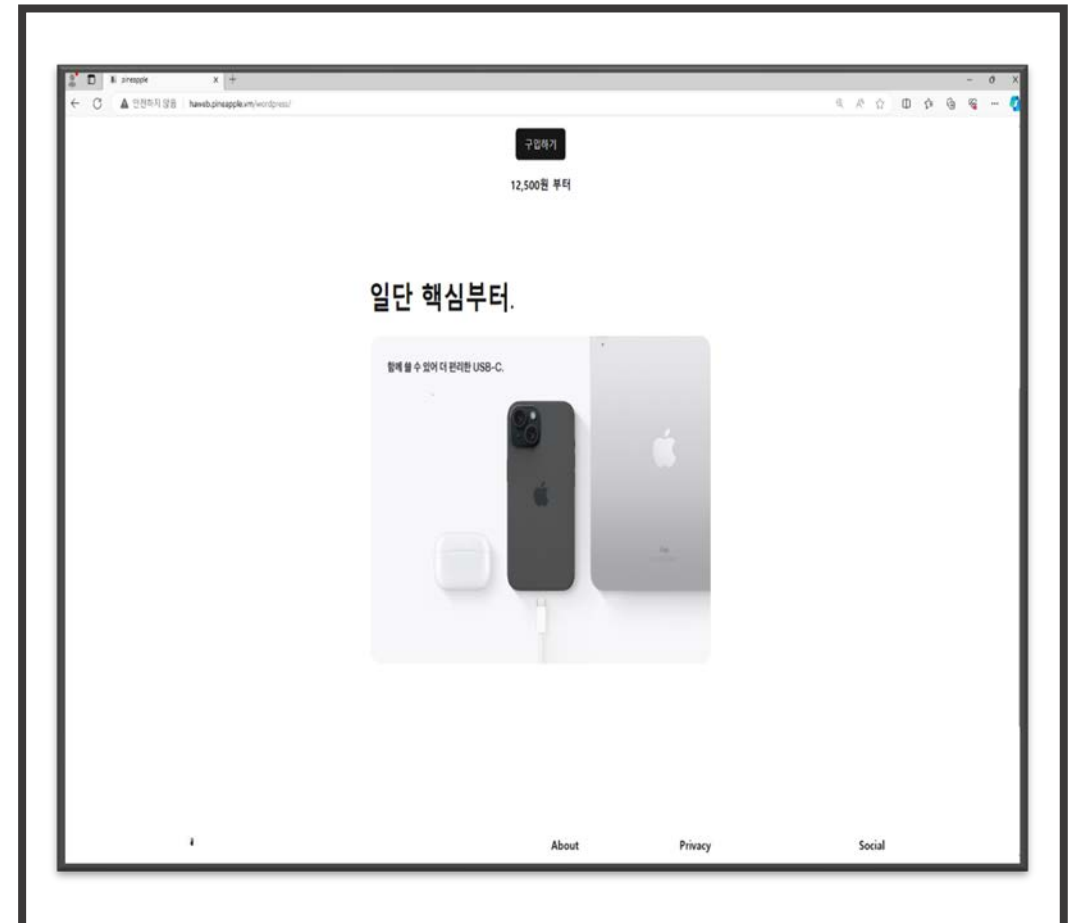 pineapple
안전하지 않음 haweb.pineapple.vm/wordpress/
구입하기
12,500원 부터
일단 핵심부터.
함께 쓸 수 있어 더 편리한 USB-C.
About Privacy Social